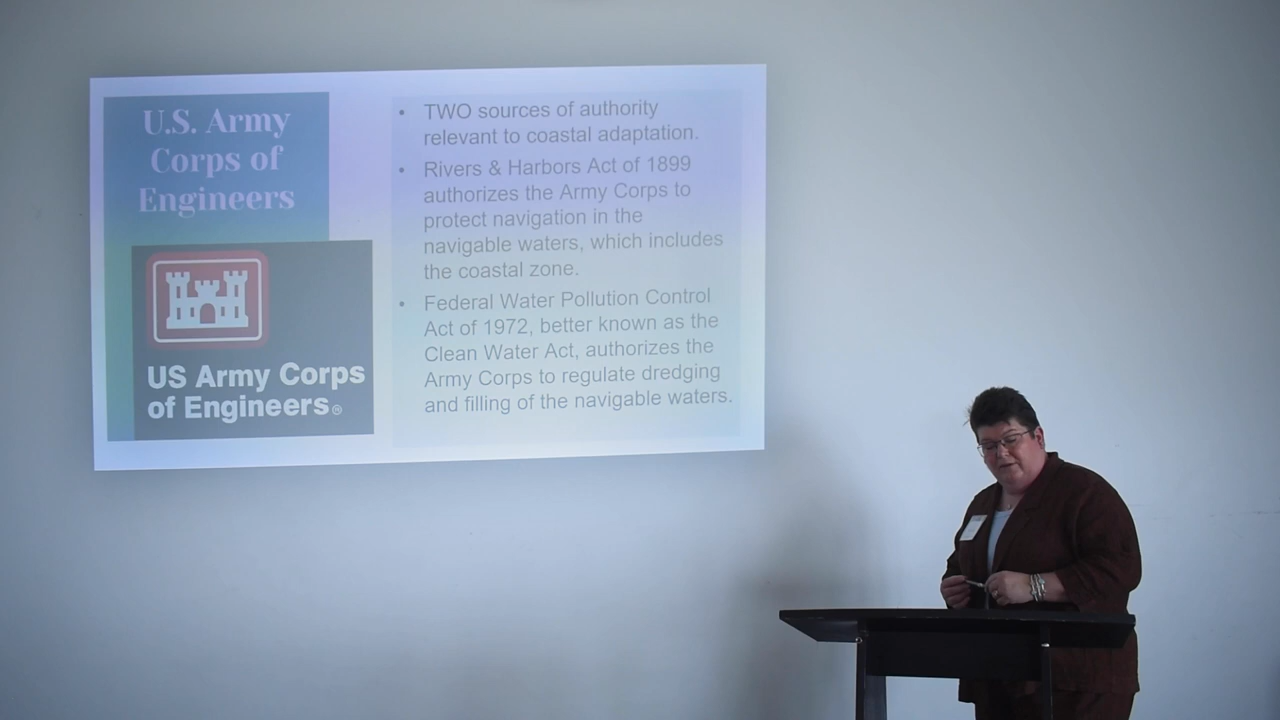 U.S. Army
Corps of
Engineers
US Army Corps
of Engineers®
• TWO sources of authority
relevant to coastal adaptation.
• Rivers & Harbors Act of 1899
authorizes the Army Corps to
protect navigation in the
navigable waters, which includes
the coastal zone.
• Federal Water Pollution Control
Act of 1972, better known as the
Clean Water Act, authorizes the
Army Corps to regulate dredging
and filling of the navigable waters.